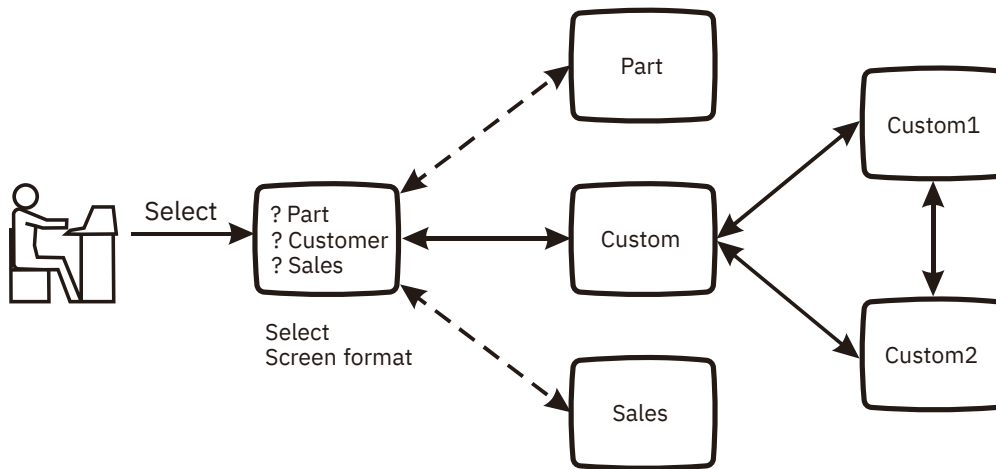 Select
? Part
? Customer
? Sales
Select
Screen format
Part
Custom
Sales
Custom1
Custom2